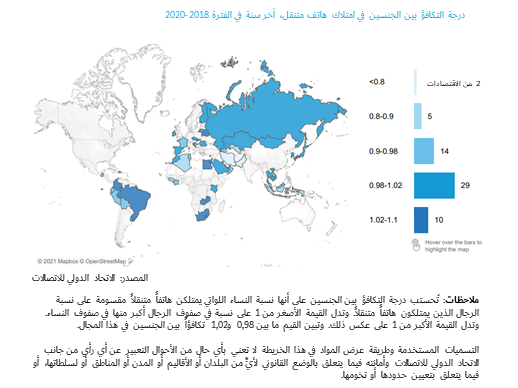 درجة التكافؤ بين الجنسين في امتلاك هاتف متنقل، آخر سنة في الفترة 2018-2020
<0.8 2 من الاقتصادات
0.8-0.9 5
0.9-0.98 14
0.98-1.02 29
1.02-1.1 10
© 2021 Mapbox © OpenStreetMap
Hover over the bars to
highlight the map
المصدر: الاتحاد الدولي للاتصالات
ملاحظات: تُحتسب درجة التكافؤ بين الجنسين على أنها نسبة النساء اللواتي يمتلكن هاتفاً متنقلاً مقسومة على نسبة
الرجال الذين يمتلكون هاتفاً متنقلاً. وتدل القيمة الأصغر من 1 على نسبة في صفوف الرجال أكبر منها في صفوف النساء.
وتدل القيمة الأكبر من 1 على عكس ذلك. وتبين القيم ما بين 0,98 و1,02 تكافؤاً بين الجنسين في هذا المجال.
التسميات المستخدمة وطريقة عرض المواد في هذا الخريطة لا تعني بأي حال من الأحوال التعبير عن أي رأي من جانب
الاتحاد الدولي للاتصالات وأمانته فيما يتعلق بالوضع القانوني لأيٍّ من البلدان أو الأقاليم أو المدن أو المناطق أو لسلطاتها، أو
فيما يتعلق بتعيين حدودها أو تخومها.